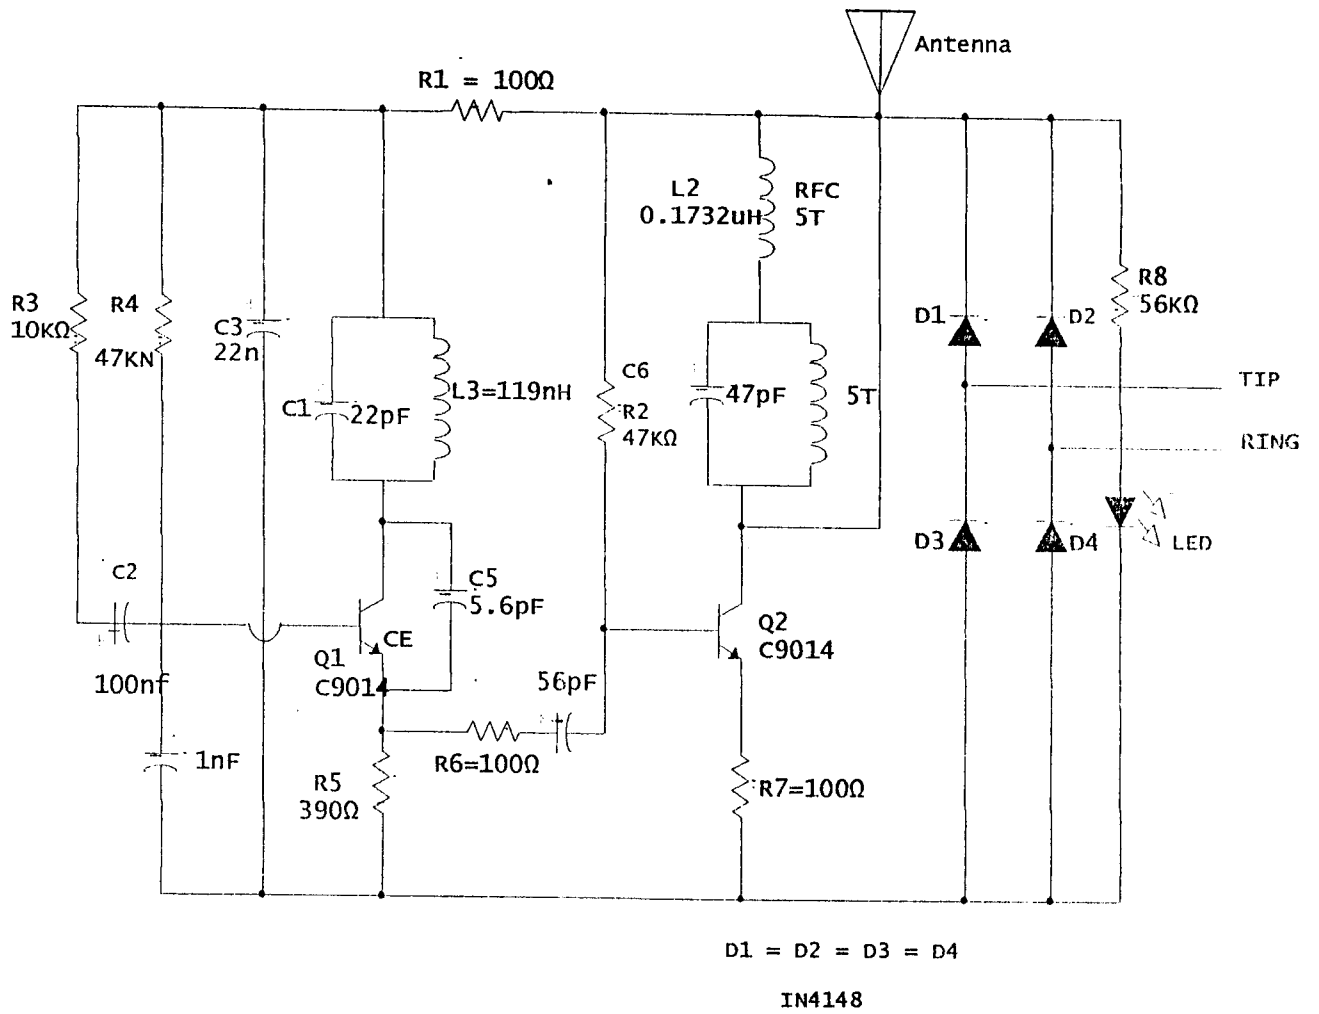 Antenna
R1 = 100Ω
L2
0.1732uH
RFC
5T
R3
10KΩ
R4
47KN
C3
22n
R8
56KΩ
D1
D2
C1
22pF
L3=119nH
C6
R2
47KΩ
47pF
5T
TIP
RING
D3
D4
LED
C2
100nf
C5
5.6pF
CE
Q1
C9014
Q2
C9014
56pF
1nF
R6=100Ω
R5
390Ω
R7=100Ω
D1 = D2 = D3 = D4
IN4148